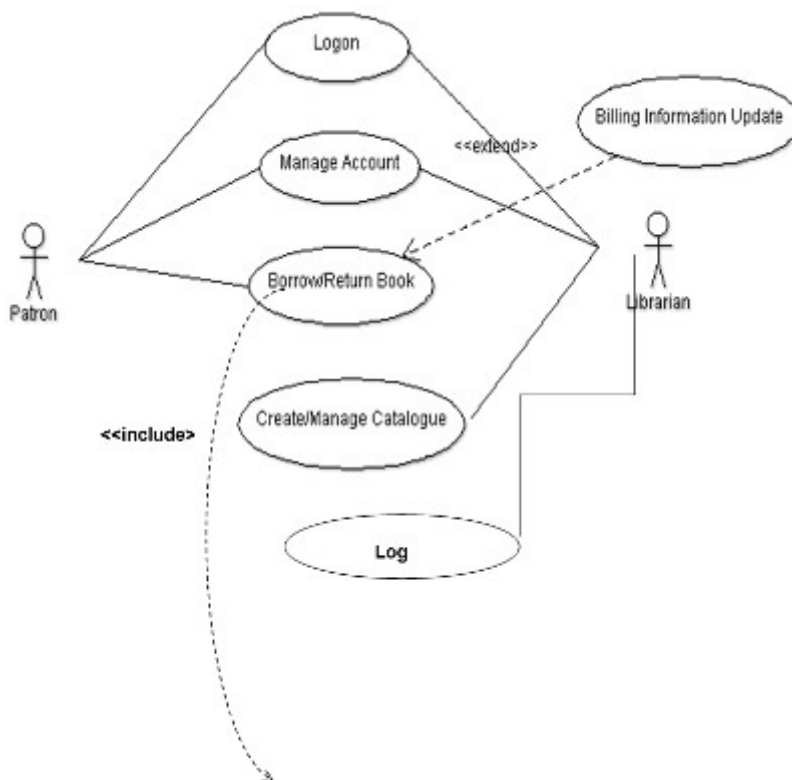 Logon
Billing Information Update
<<extend>>
Manage Account
Borrow/Return Book
Patron
Librarian
Create/Manage Catalogue
<<include>
Log